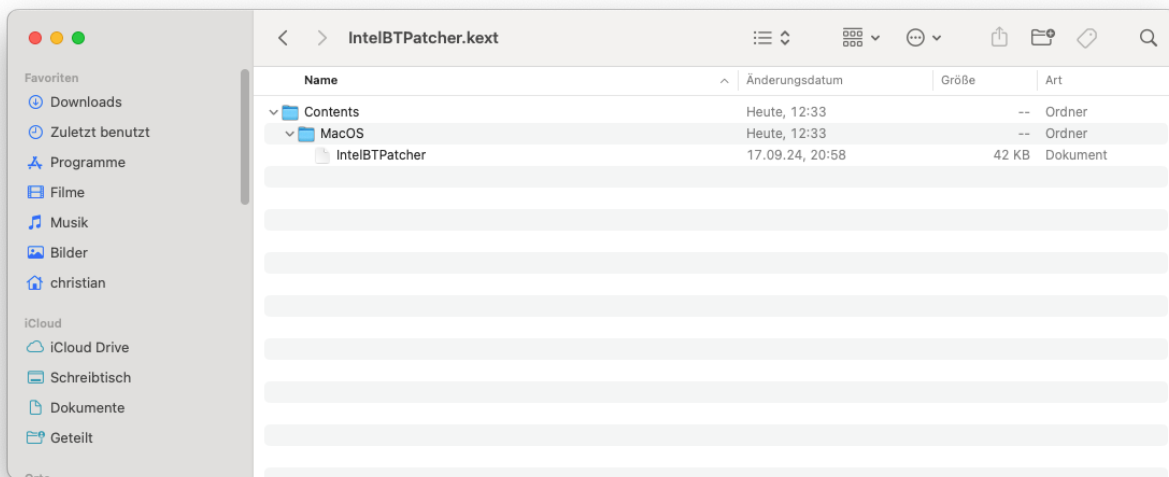 IntelBTPatcher.kext
Favoriten
Downloads
Zuletzt benutzt
Programme
Filme
Musik
Bilder
christian
iCloud
iCloud Drive
Schreibtisch
Dokumente
Geteilt
Name Änderungsdatum Größe Art
Contents Heute, 12:33 -- Ordner
MacOS Heute, 12:33 -- Ordner
IntelBTPatcher 17.09.24, 20:58 42 KB Dokument